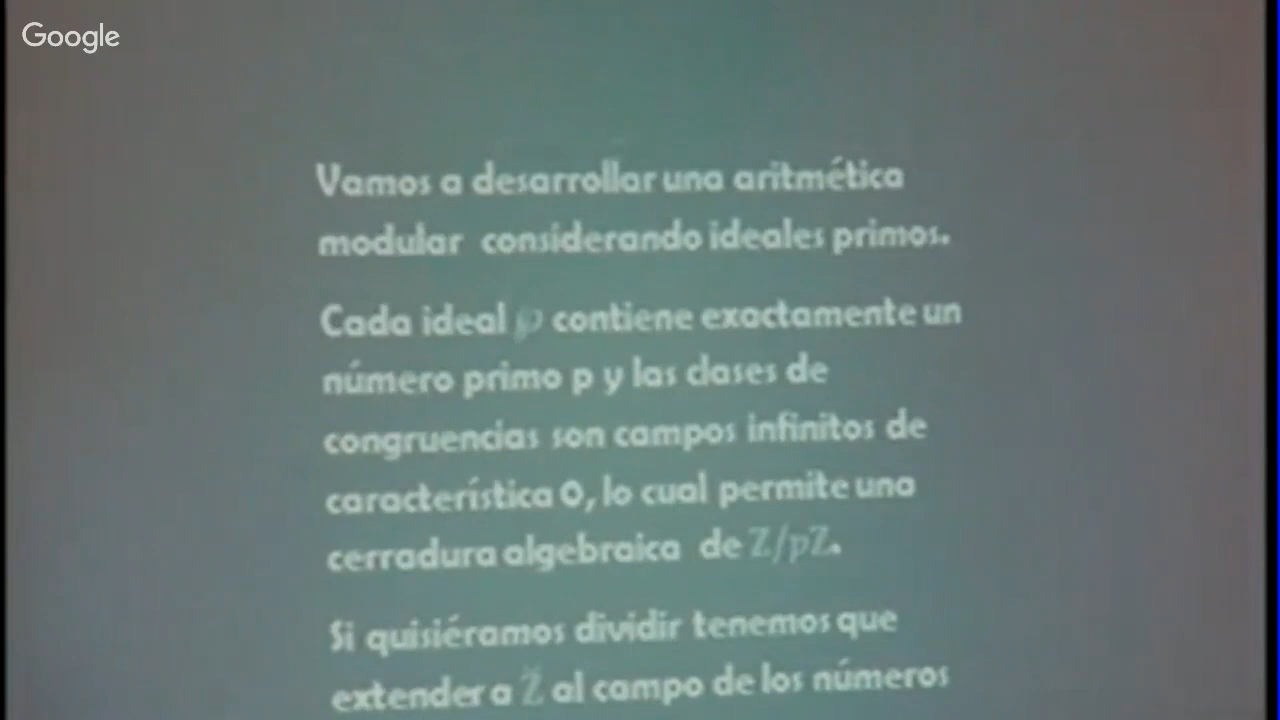 Google
Vamos a desarrollar una aritmética
modular considerando ideales primos.
Cada ideal ℘ contiene exactamente un
número primo p y las clases de
congruencias son campos infinitos de
característica 0, lo cual permite una
cerradura algebraica de Z/pZ.
Si quisiéramos dividir tenemos que
extender a Z̆ al campo de los números